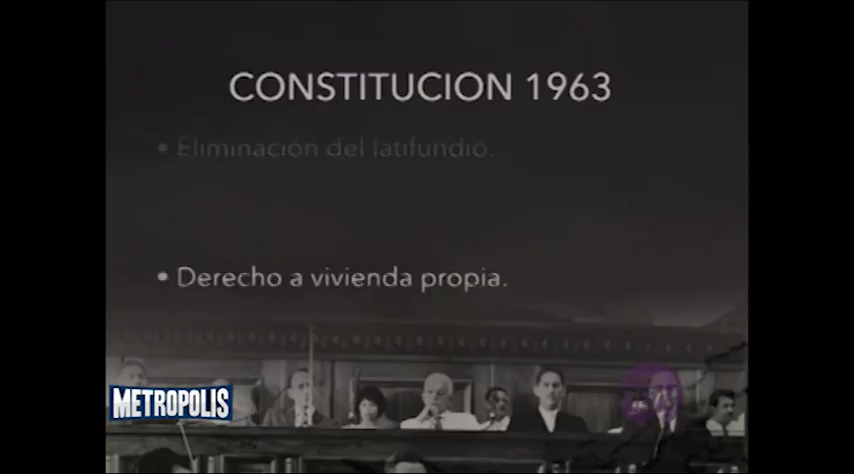 CONSTITUCION 1963
• Eliminación del latifundio.
• Derecho a vivienda propia.
METROPOLIS